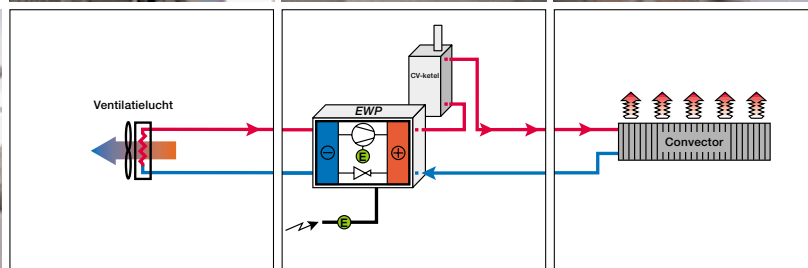 Ventilatielucht
CV-ketel
EWP
E
E
Convector